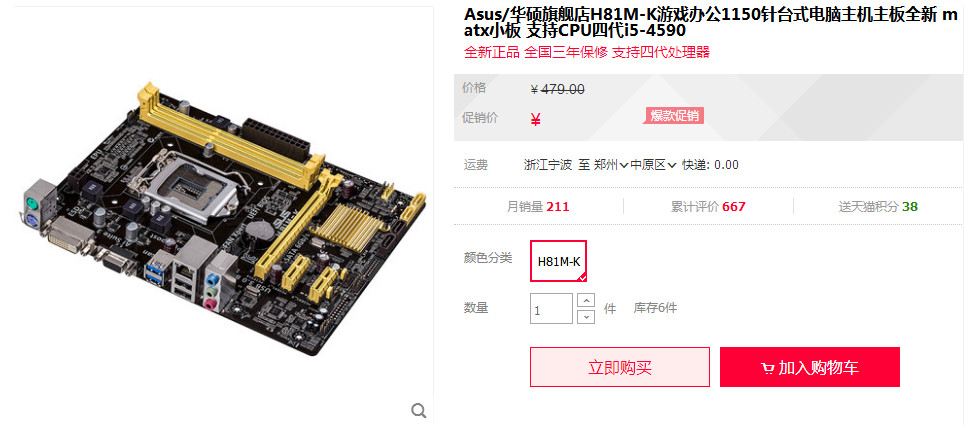 Asus/华硕旗舰店H81M-K游戏办公1150针台式电脑主机主板全新 m
atx小板 支持CPU四代i5-4590
全新正品 全国三年保修 支持四代处理器
价格
¥ 479.00
促销价
¥
爆款促销
运费
浙江宁波 至 郑州 中原区 快递: 0.00
月销量 211
累计评价 667
送天猫积分 38
颜色分类
H81M-K
数量
1
件
库存6件
立即购买
加入购物车